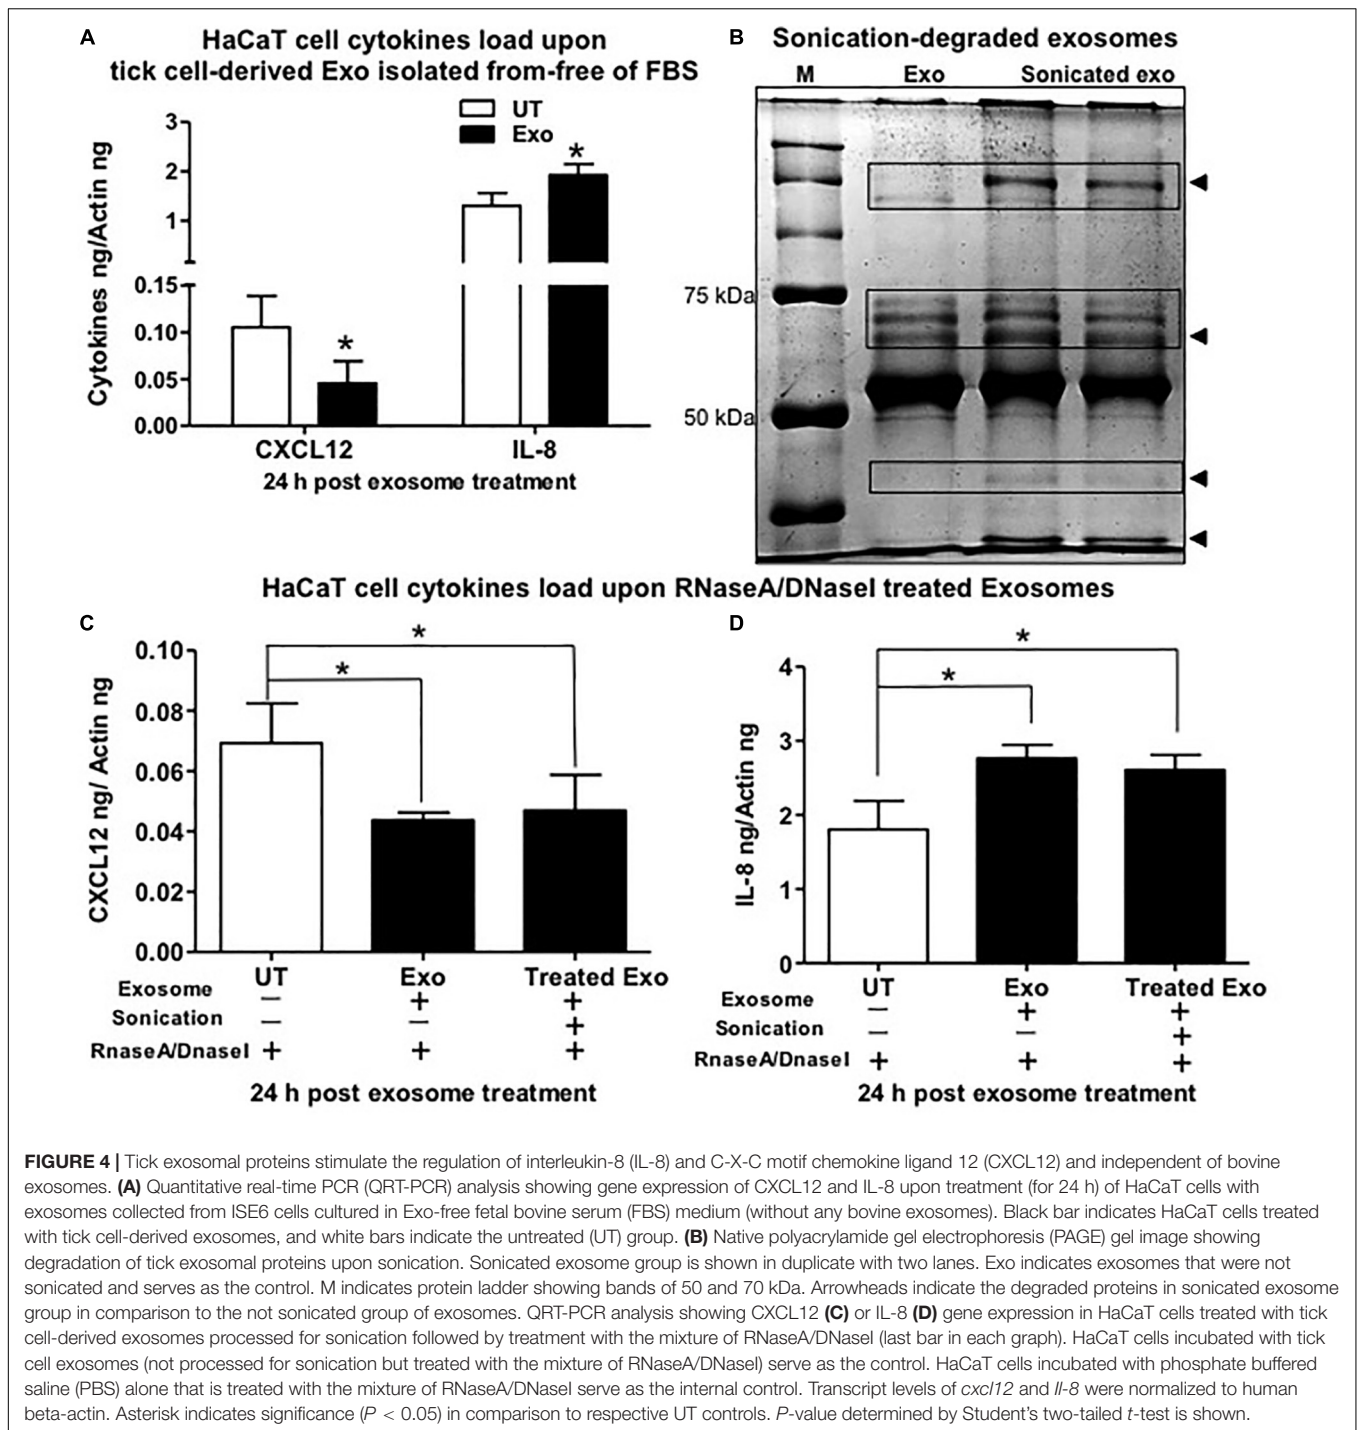 A
HaCaT cell cytokines load upon
tick cell-derived Exo isolated from-free of FBS
UT
Exo
Cytokines ng/Actin ng
3
2
1
0.15
0.10
0.05
0.00
*
*
CXCL12
IL-8
24 h post exosome treatment
B
Sonication-degraded exosomes
M Exo Sonicated exo
75 kDa
50 kDa
HaCaT cell cytokines load upon RNaseA/DNaseI treated Exosomes
C
CXCL12 ng/ Actin ng
0.10
0.08
0.06
0.04
0.02
0.00
*
*
UT Exo Treated Exo
Exosome — + +
Sonication — — +
RnaseA/DnaseI + + +
24 h post exosome treatment
D
IL-8 ng/Actin ng
4
3
2
1
0
*
*
UT Exo Treated Exo
Exosome — + +
Sonication — — +
RnaseA/DnaseI + + +
24 h post exosome treatment
FIGURE 4 | Tick exosomal proteins stimulate the regulation of interleukin-8 (IL-8) and C-X-C motif chemokine ligand 12 (CXCL12) and independent of bovine
exosomes. (A) Quantitative real-time PCR (QRT-PCR) analysis showing gene expression of CXCL12 and IL-8 upon treatment (for 24 h) of HaCaT cells with
exosomes collected from ISE6 cells cultured in Exo-free fetal bovine serum (FBS) medium (without any bovine exosomes). Black bar indicates HaCaT cells treated
with tick cell-derived exosomes, and white bars indicate the untreated (UT) group. (B) Native polyacrylamide gel electrophoresis (PAGE) gel image showing
degradation of tick exosomal proteins upon sonication. Sonicated exosome group is shown in duplicate with two lanes. Exo indicates exosomes that were not
sonicated and serves as the control. M indicates protein ladder showing bands of 50 and 70 kDa. Arrowheads indicate the degraded proteins in sonicated exosome
group in comparison to the not sonicated group of exosomes. QRT-PCR analysis showing CXCL12 (C) or IL-8 (D) gene expression in HaCaT cells treated with tick
cell-derived exosomes processed for sonication followed by treatment with the mixture of RNaseA/DNaseI (last bar in each graph). HaCaT cells incubated with tick
cell exosomes (not processed for sonication but treated with the mixture of RNaseA/DNaseI) serve as the control. HaCaT cells incubated with phosphate buffered
saline (PBS) alone that is treated with the mixture of RNaseA/DNaseI serve as the internal control. Transcript levels of cxcl12 and Il-8 were normalized to human
beta-actin. Asterisk indicates significance (P < 0.05) in comparison to respective UT controls. P-value determined by Student's two-tailed t-test is shown.